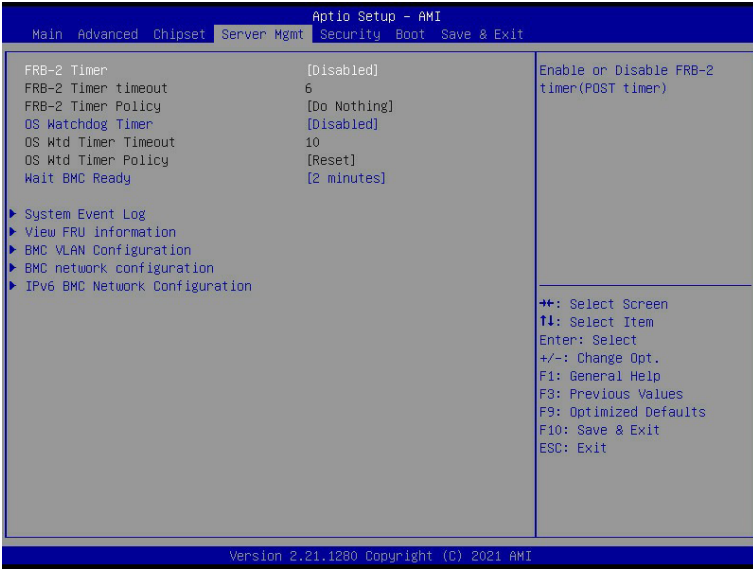 Aptio Setup – AMI
Main Advanced Chipset Server Mgmt Security Boot Save & Exit
FRB-2 Timer [Disabled]
FRB-2 Timer timeout 6
FRB-2 Timer Policy [Do Nothing]
OS Watchdog Timer [Disabled]
OS Wtd Timer Timeout 10
OS Wtd Timer Policy [Reset]
Wait BMC Ready [2 minutes]
System Event Log
View FRU information
BMC VLAN Configuration
BMC network configuration
IPv6 BMC Network Configuration
Enable or Disable FRB-2
timer(POST timer)
→←: Select Screen
↑↓: Select Item
Enter: Select
+/-: Change Opt.
F1: General Help
F3: Previous Values
F9: Optimized Defaults
F10: Save & Exit
ESC: Exit
Version 2.21.1280 Copyright (C) 2021 AMI